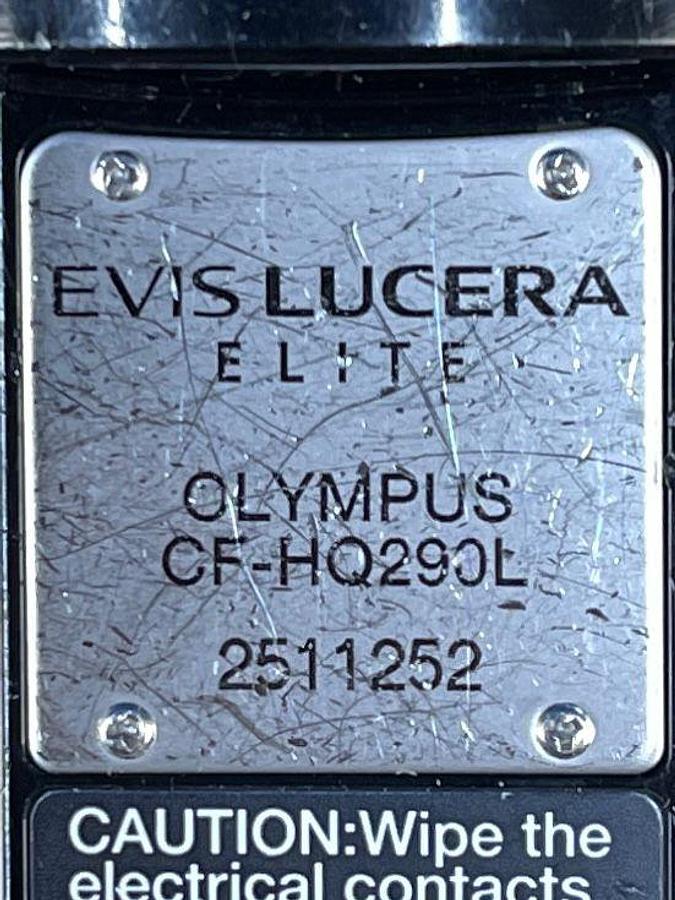 EVIS LUCERA
ELITE
OLYMPUS
CF-HQ290L
2511252
CAUTION:Wipe the
electrical contacts